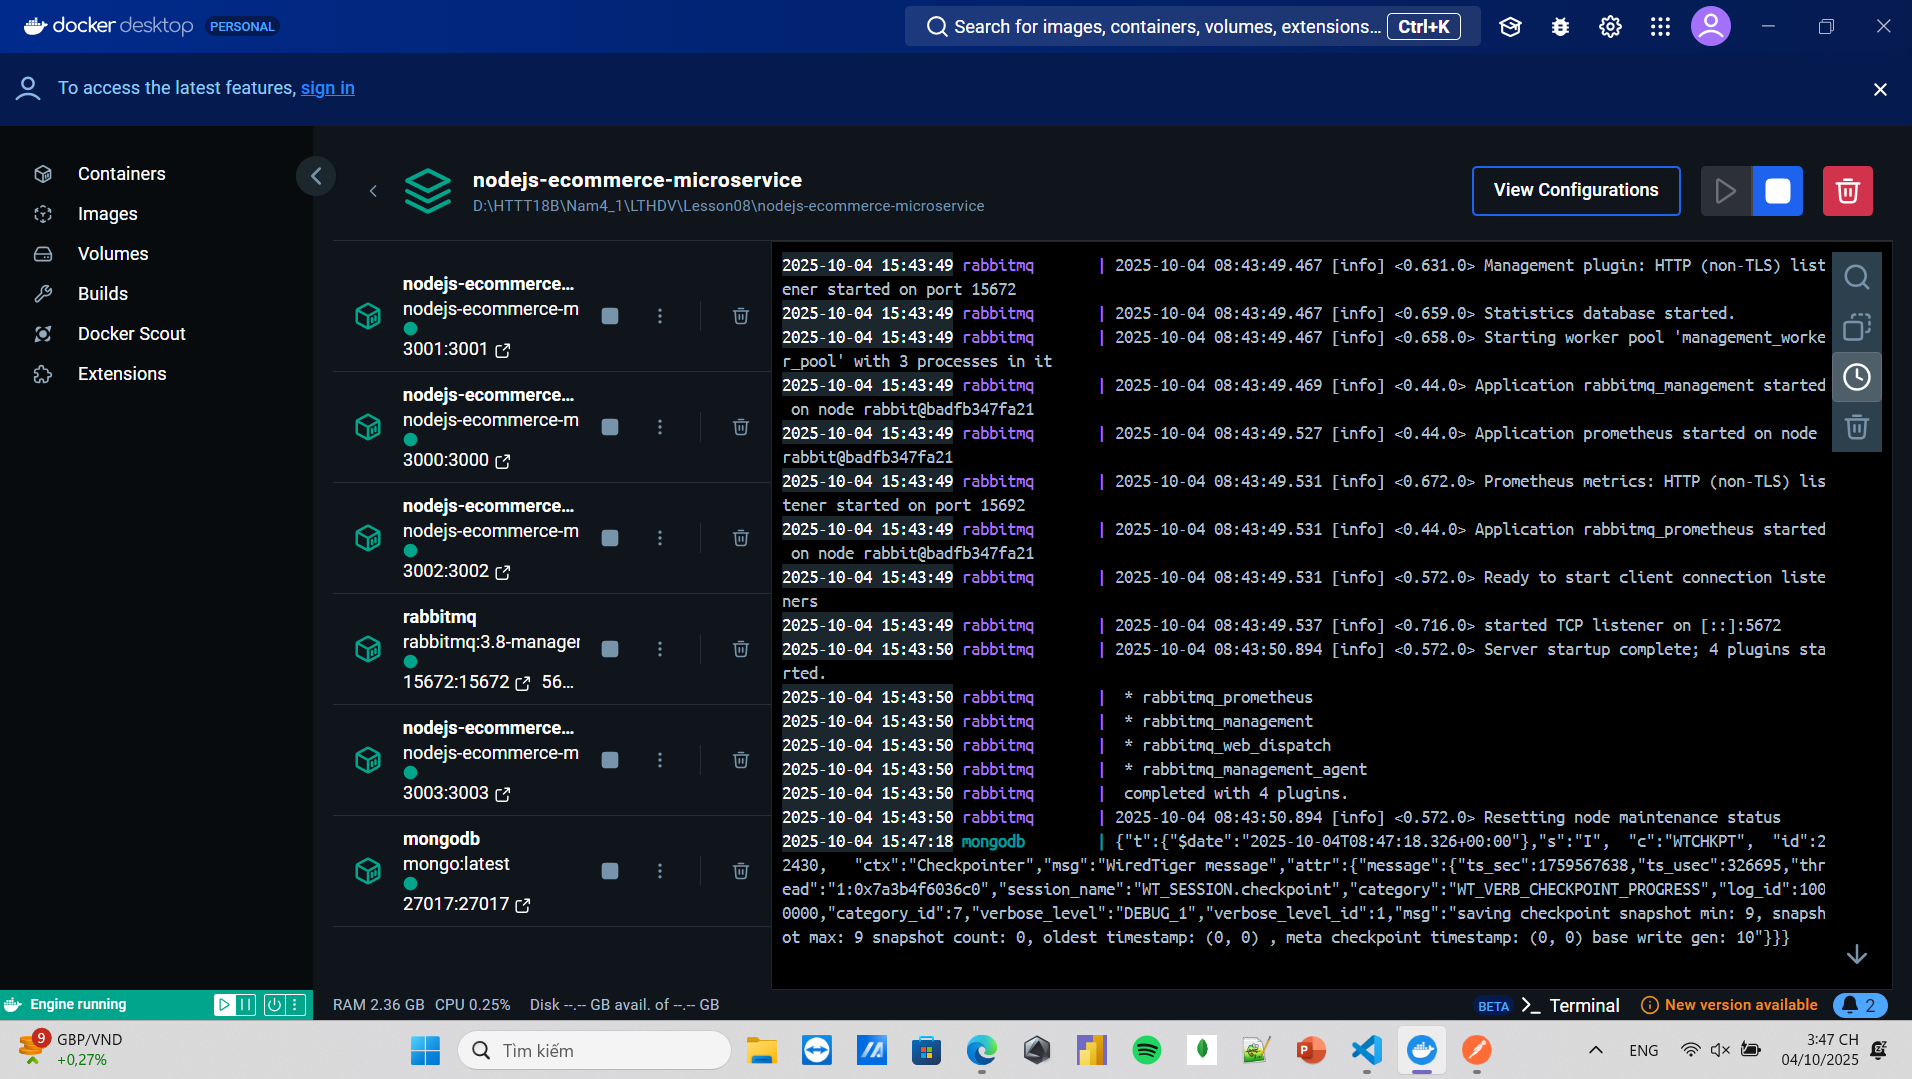 docker desktop PERSONAL
Search for images, containers, volumes, extensions... Ctrl+K
To access the latest features, sign in
Containers
Images
Volumes
Builds
Docker Scout
Extensions
nodejs-ecommerce-microservice
D:\HTTT18B\Nam4_1\LTHDV\Lesson08\nodejs-ecommerce-microservice
View Configurations
nodejs-ecommerce...
nodejs-ecommerce-m
3001:3001
nodejs-ecommerce...
nodejs-ecommerce-m
3000:3000
nodejs-ecommerce...
nodejs-ecommerce-m
3002:3002
rabbitmq
rabbitmq:3.8-manager
15672:15672 56...
nodejs-ecommerce...
nodejs-ecommerce-m
3003:3003
mongodb
mongo:latest
27017:27017
2025-10-04 15:43:49 rabbitmq | 2025-10-04 08:43:49.467 [info] <0.631.0> Management plugin: HTTP (non-TLS) list
ener started on port 15672
2025-10-04 15:43:49 rabbitmq | 2025-10-04 08:43:49.467 [info] <0.659.0> Statistics database started.
2025-10-04 15:43:49 rabbitmq | 2025-10-04 08:43:49.467 [info] <0.658.0> Starting worker pool 'management_worke
r_pool' with 3 processes in it
2025-10-04 15:43:49 rabbitmq | 2025-10-04 08:43:49.469 [info] <0.44.0> Application rabbitmq_management started
on node rabbit@badfb347fa21
2025-10-04 15:43:49 rabbitmq | 2025-10-04 08:43:49.527 [info] <0.44.0> Application prometheus started on node
rabbit@badfb347fa21
2025-10-04 15:43:49 rabbitmq | 2025-10-04 08:43:49.531 [info] <0.672.0> Prometheus metrics: HTTP (non-TLS) lis
tener started on port 15692
2025-10-04 15:43:49 rabbitmq | 2025-10-04 08:43:49.531 [info] <0.44.0> Application rabbitmq_prometheus started
on node rabbit@badfb347fa21
2025-10-04 15:43:49 rabbitmq | 2025-10-04 08:43:49.531 [info] <0.572.0> Ready to start client connection liste
ners
2025-10-04 15:43:49 rabbitmq | 2025-10-04 08:43:49.537 [info] <0.716.0> started TCP listener on [::]:5672
2025-10-04 15:43:50 rabbitmq | 2025-10-04 08:43:50.894 [info] <0.572.0> Server startup complete; 4 plugins sta
rted.
2025-10-04 15:43:50 rabbitmq | * rabbitmq_prometheus
2025-10-04 15:43:50 rabbitmq | * rabbitmq_management
2025-10-04 15:43:50 rabbitmq | * rabbitmq_web_dispatch
2025-10-04 15:43:50 rabbitmq | * rabbitmq_management_agent
2025-10-04 15:43:50 rabbitmq | completed with 4 plugins.
2025-10-04 15:43:50 rabbitmq | 2025-10-04 08:43:50.894 [info] <0.572.0> Resetting node maintenance status
2025-10-04 15:47:18 mongodb | {"t":{"$date":"2025-10-04T08:47:18.326+00:00"},"s":"I", "c":"WTCHKPT", "id":2
2430, "ctx":"Checkpointer","msg":"WiredTiger message","attr":{"message":{"ts_sec":1759567638,"ts_usec":326695,"thr
ead":"1:0x7a3b4f6036c0","session_name":"WT_SESSION.checkpoint","category":"WT_VERB_CHECKPOINT_PROGRESS","log_id":100
0000,"category_id":7,"verbose_level":"DEBUG_1","verbose_level_id":1,"msg":"saving checkpoint snapshot min: 9, snapsh
ot max: 9 snapshot count: 0, oldest timestamp: (0, 0) , meta checkpoint timestamp: (0, 0) base write gen: 10"}}}
Engine running
RAM 2.36 GB CPU 0.25% Disk --.-- GB avail. of --.-- GB
BETA Terminal New version available 2
9 GBP/VND
+0,27%
Tìm kiếm
ENG
3:47 CH
04/10/2025